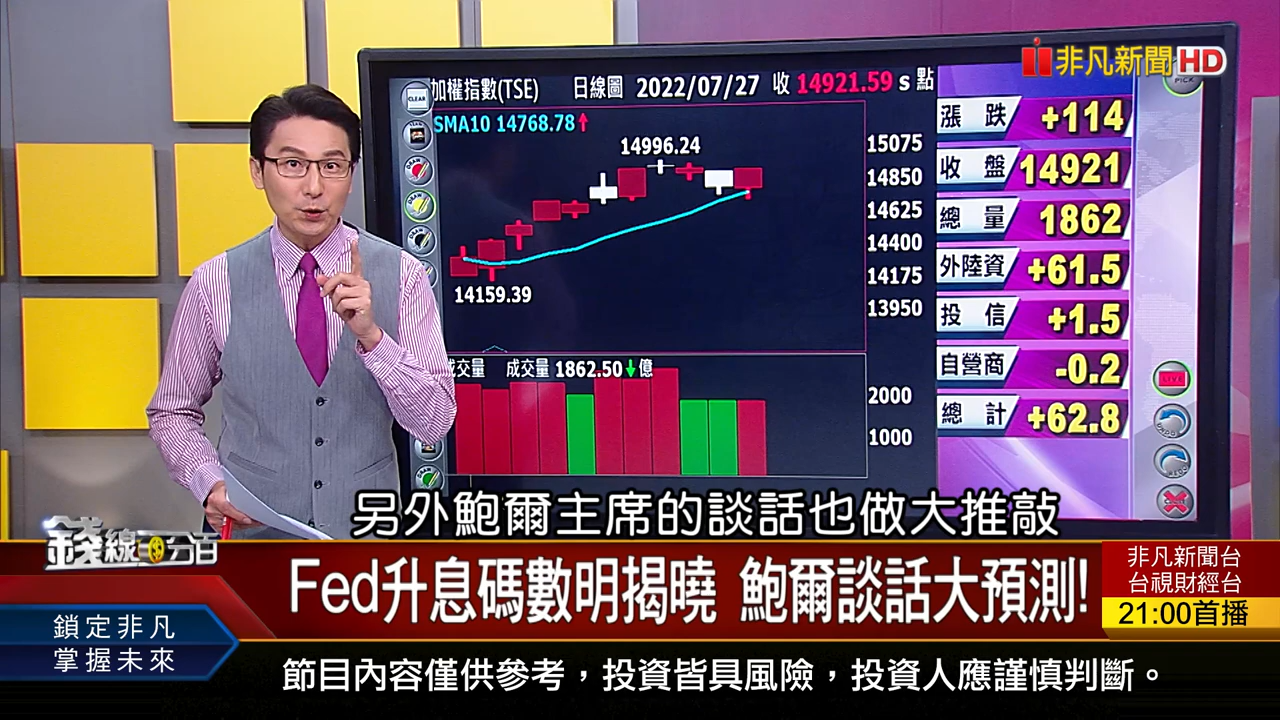 非凡新聞HD
加權指數(TSE) 日線圖 2022/07/27 收 14921.59 s 點
SMA10 14768.78↑
14996.24
14159.39
15075
14850
14625
14400
14175
13950
成交量 成交量 1862.50↓億
2000
1000
漲跌 +114
收盤 14921
總量 1862
外陸資 +61.5
投信 +1.5
自營商 -0.2
總計 +62.8
CLEAR
PICK
LIVE
另外鮑爾主席的談話也做大推敲
錢線百分百
Fed升息碼數明揭曉 鮑爾談話大預測!
非凡新聞台
台視財經台
21:00首播
鎖定非凡
掌握未來
節目內容僅供參考，投資皆具風險，投資人應謹慎判斷。